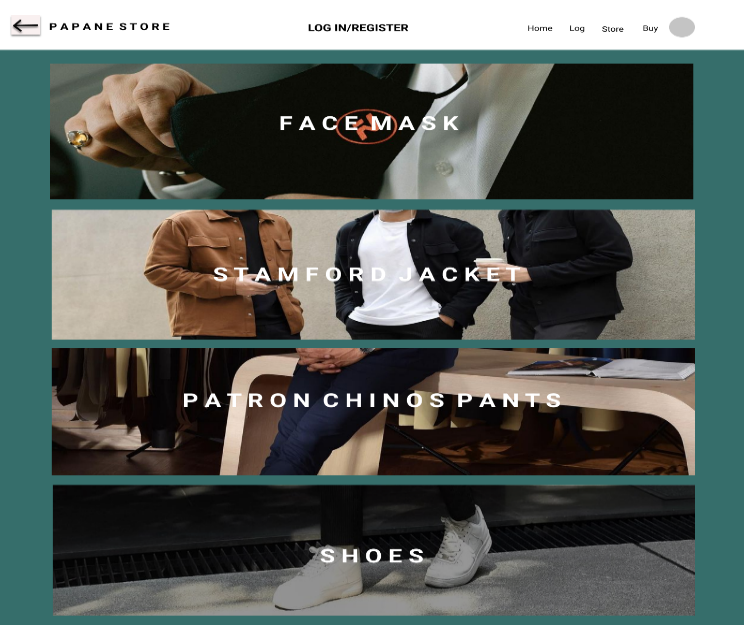 PAPANE STORE
LOG IN/REGISTER
Home
Log
Store
Buy
FACE MASK
STAMFORD JACKET
PATRON CHINOS PANTS
SHOES